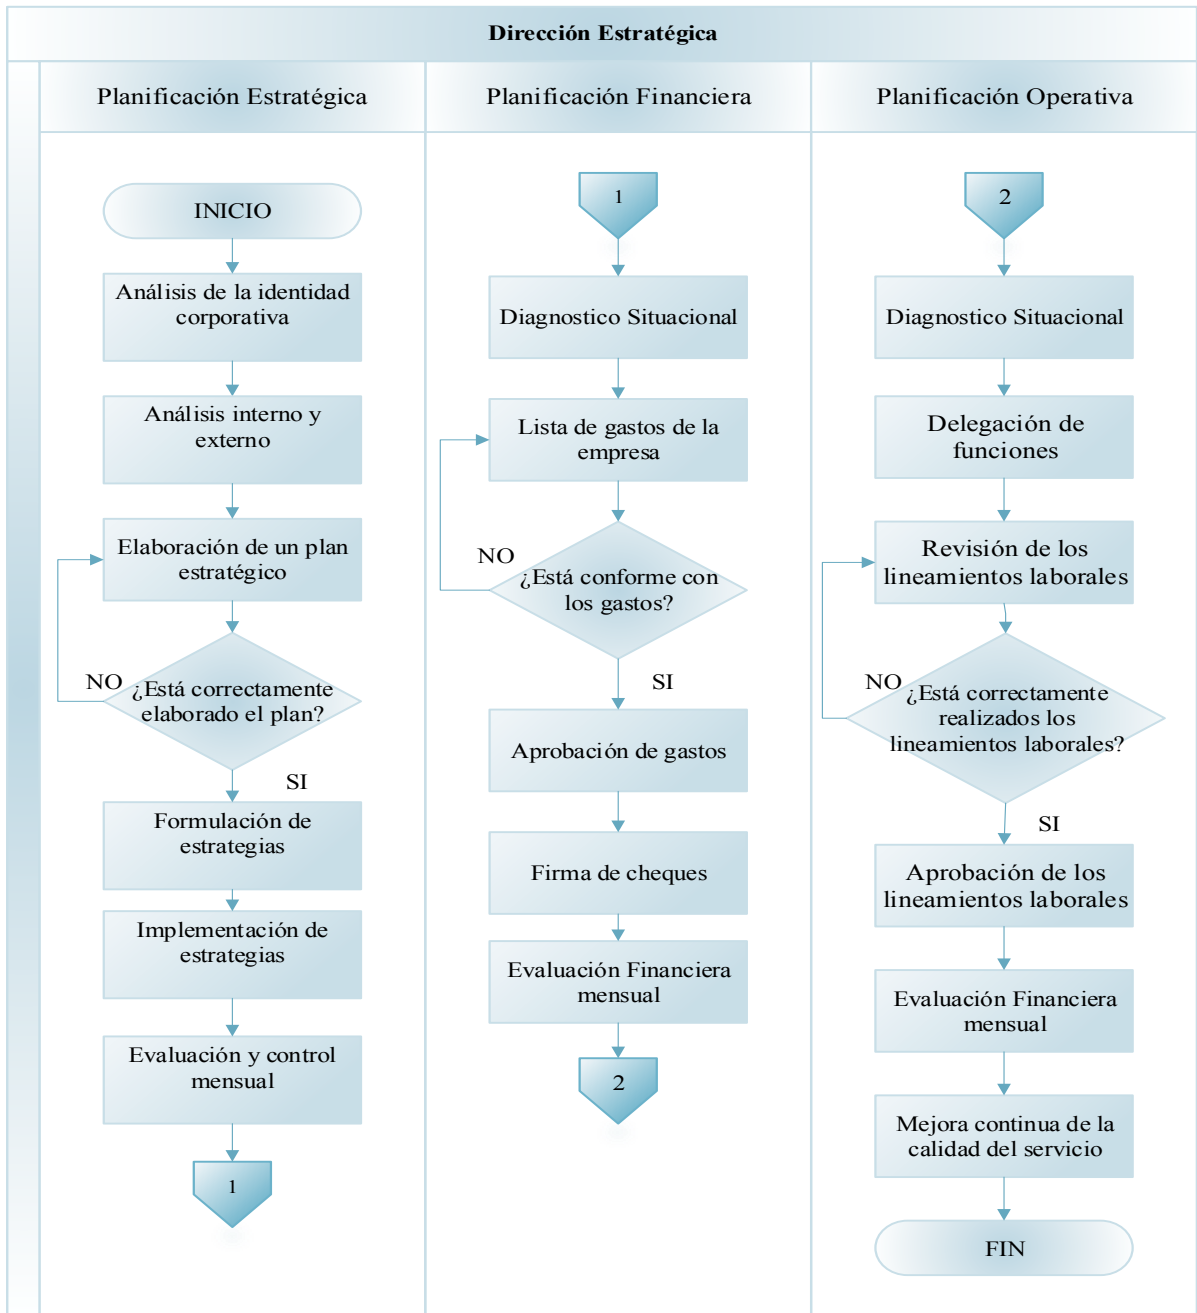 Dirección Estratégica
Planificación Estratégica
INICIO
Análisis de la identidad
corporativa
Análisis interno y
externo
Elaboración de un plan
estratégico
NO
¿Está correctamente
elaborado el plan?
SI
Formulación de
estrategias
Implementación de
estrategias
Evaluación y control
mensual
1
Planificación Financiera
1
Diagnostico Situacional
Lista de gastos de la
empresa
NO
¿Está conforme con
los gastos?
SI
Aprobación de gastos
Firma de cheques
Evaluación Financiera
mensual
2
Planificación Operativa
2
Diagnostico Situacional
Delegación de
funciones
Revisión de los
lineamientos laborales
NO
¿Está correctamente
realizados los
lineamientos laborales?
SI
Aprobación de los
lineamientos laborales
Evaluación Financiera
mensual
Mejora continua de la
calidad del servicio
FIN